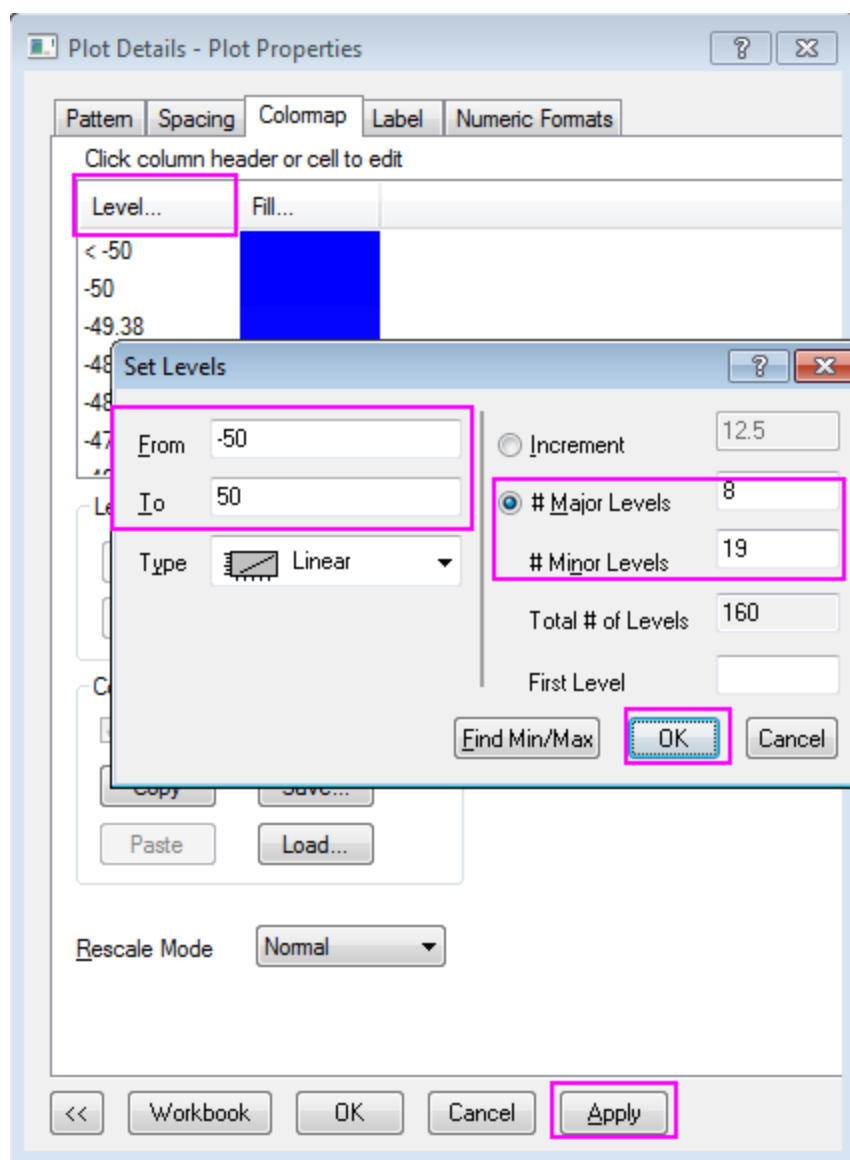 Plot Details - Plot Properties
Pattern Spacing Colormap Label Numeric Formats
Click column header or cell to edit
Level... Fill...
< -50
-50
-49.38
Set Levels
From -50
To 50
Type Linear
Increment 12.5
# Major Levels 8
# Minor Levels 19
Total # of Levels 160
First Level
Find Min/Max OK Cancel
Copy Save...
Paste Load...
Rescale Mode Normal
<< Workbook OK Cancel Apply